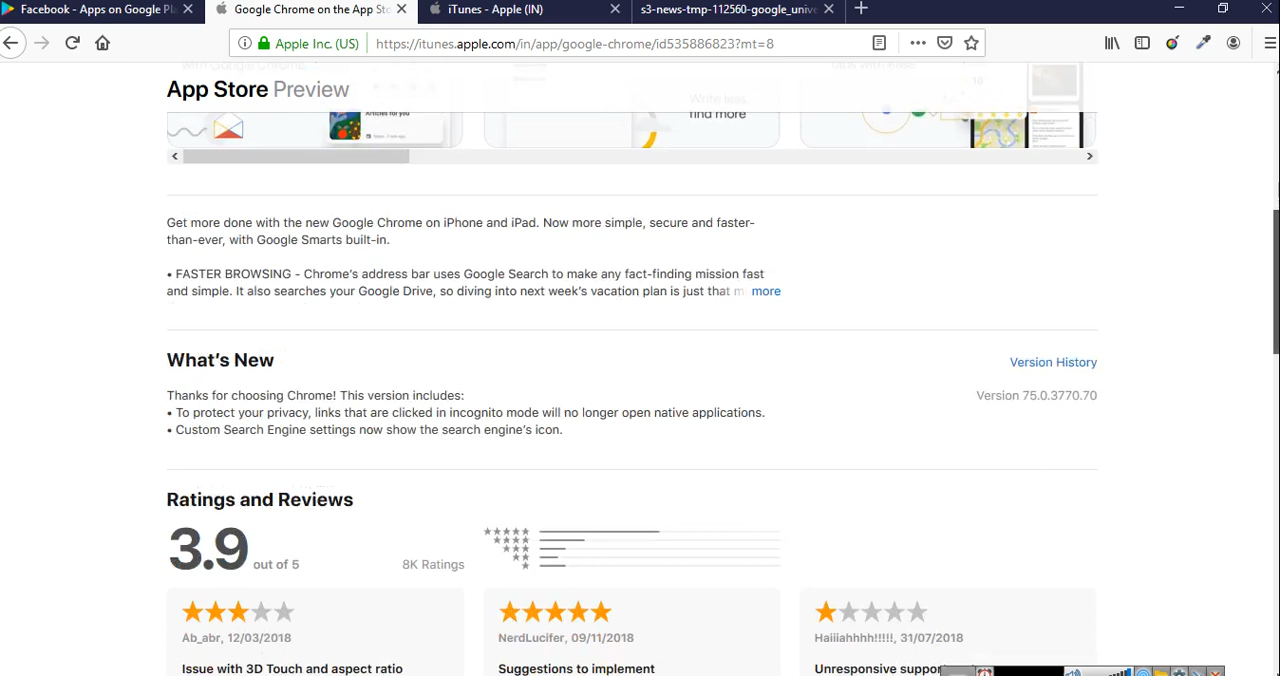 Facebook - Apps on Google Pla
Google Chrome on the App Sto
iTunes - Apple (IN)
s3-news-tmp-112560-google_unive
Apple Inc. (US)
https://itunes.apple.com/in/app/google-chrome/id535886823?mt=8
App Store Preview
Articles for you
find more
Get more done with the new Google Chrome on iPhone and iPad. Now more simple, secure and faster-
than-ever, with Google Smarts built-in.
• FASTER BROWSING - Chrome's address bar uses Google Search to make any fact-finding mission fast
and simple. It also searches your Google Drive, so diving into next week's vacation plan is just that m more
What's New
Version History
Thanks for choosing Chrome! This version includes:
Version 75.0.3770.70
• To protect your privacy, links that are clicked in incognito mode will no longer open native applications.
• Custom Search Engine settings now show the search engine's icon.
Ratings and Reviews
3.9 out of 5
8K Ratings
Ab_abr, 12/03/2018
Issue with 3D Touch and aspect ratio
NerdLucifer, 09/11/2018
Suggestions to implement
Haiiiahhhh!!!!!, 31/07/2018
Unresponsive suppor